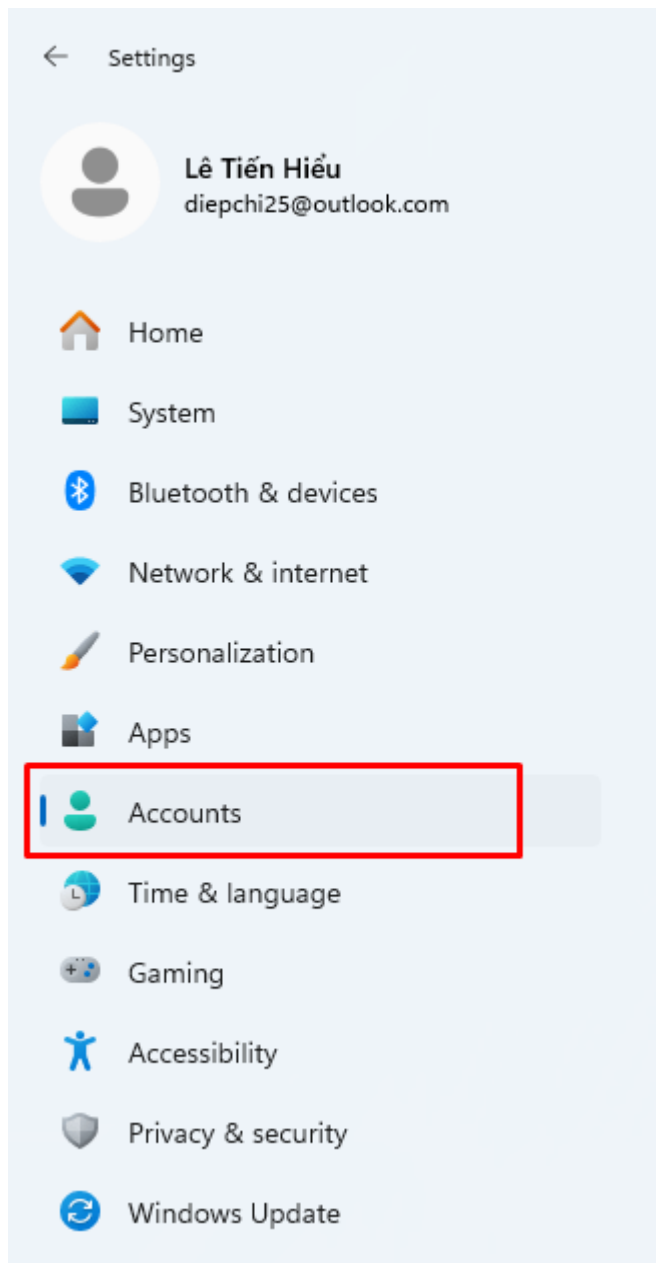 Settings
Lê Tiến Hiểu
diepchi25@outlook.com
Home
System
Bluetooth & devices
Network & internet
Personalization
Apps
Accounts
Time & language
Gaming
Accessibility
Privacy & security
Windows Update